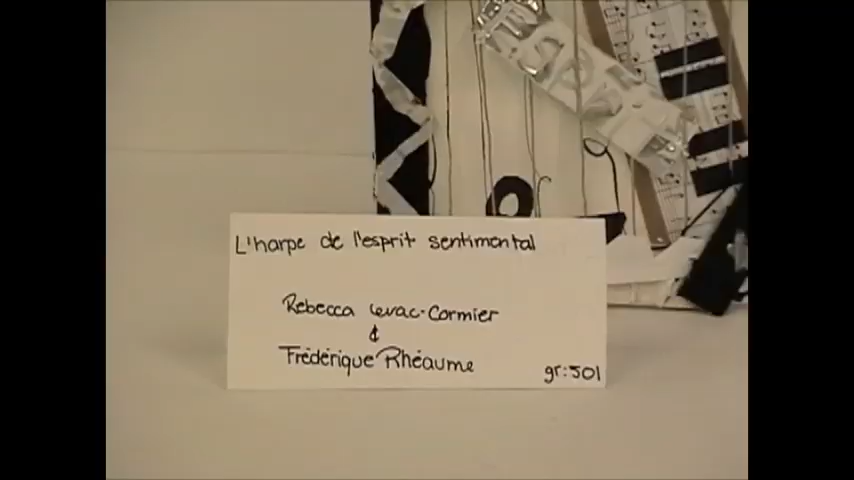 L'harpe de l'esprit sentimental
Rebecca Levac-Cormier
&
Frédérique Rhéaume
gr:501